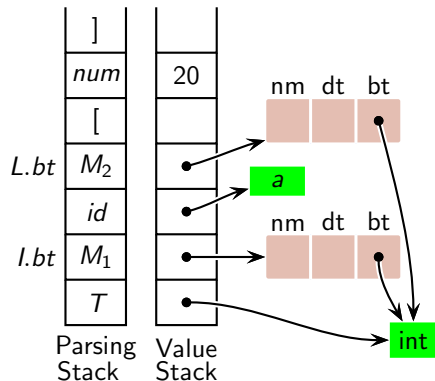 ]
num 20
nm dt bt
[
L.bt M₂
a
id
nm dt bt
I.bt M₁
T
int
Parsing Value
Stack Stack